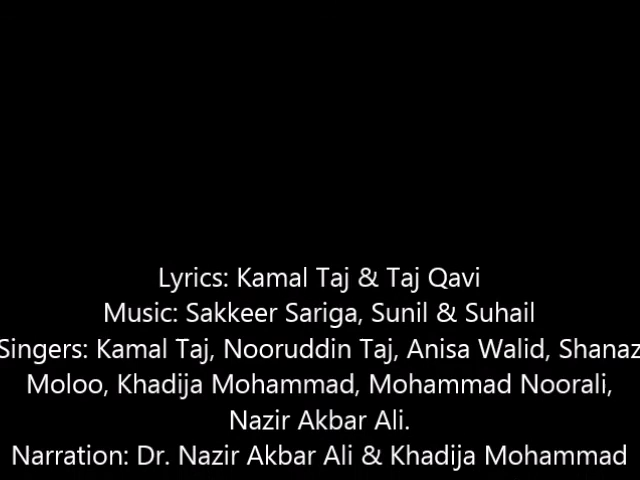 Lyrics: Kamal Taj & Taj Qavi
Music: Sakkeer Sariga, Sunil & Suhail
Singers: Kamal Taj, Nooruddin Taj, Anisa Walid, Shanaz
Moloo, Khadija Mohammad, Mohammad Noorali,
Nazir Akbar Ali.
Narration: Dr. Nazir Akbar Ali & Khadija Mohammad